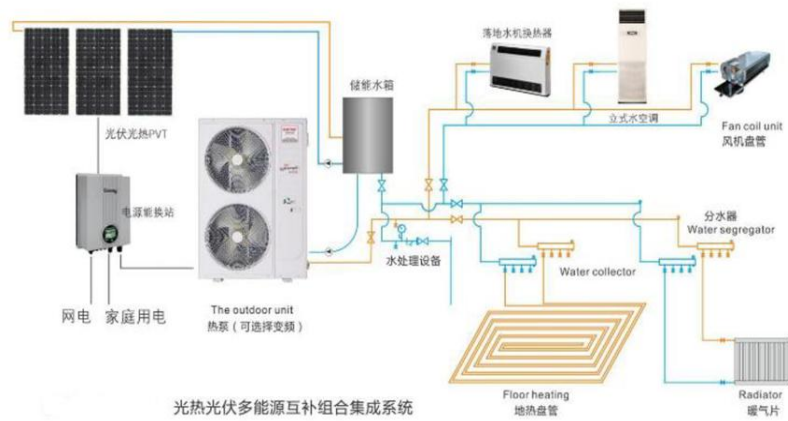 落地水机换热器
储能水箱
光伏光热PVT
立式水空调
Fan coil unit
风机盘管
电源能换站
分水器
Water segregator
水处理设备
Water collector
网电
家庭用电
The outdoor unit
热泵（可选择变频）
Floor heating
地热盘管
Radiator
暖气片
光热光伏多能源互补组合集成系统